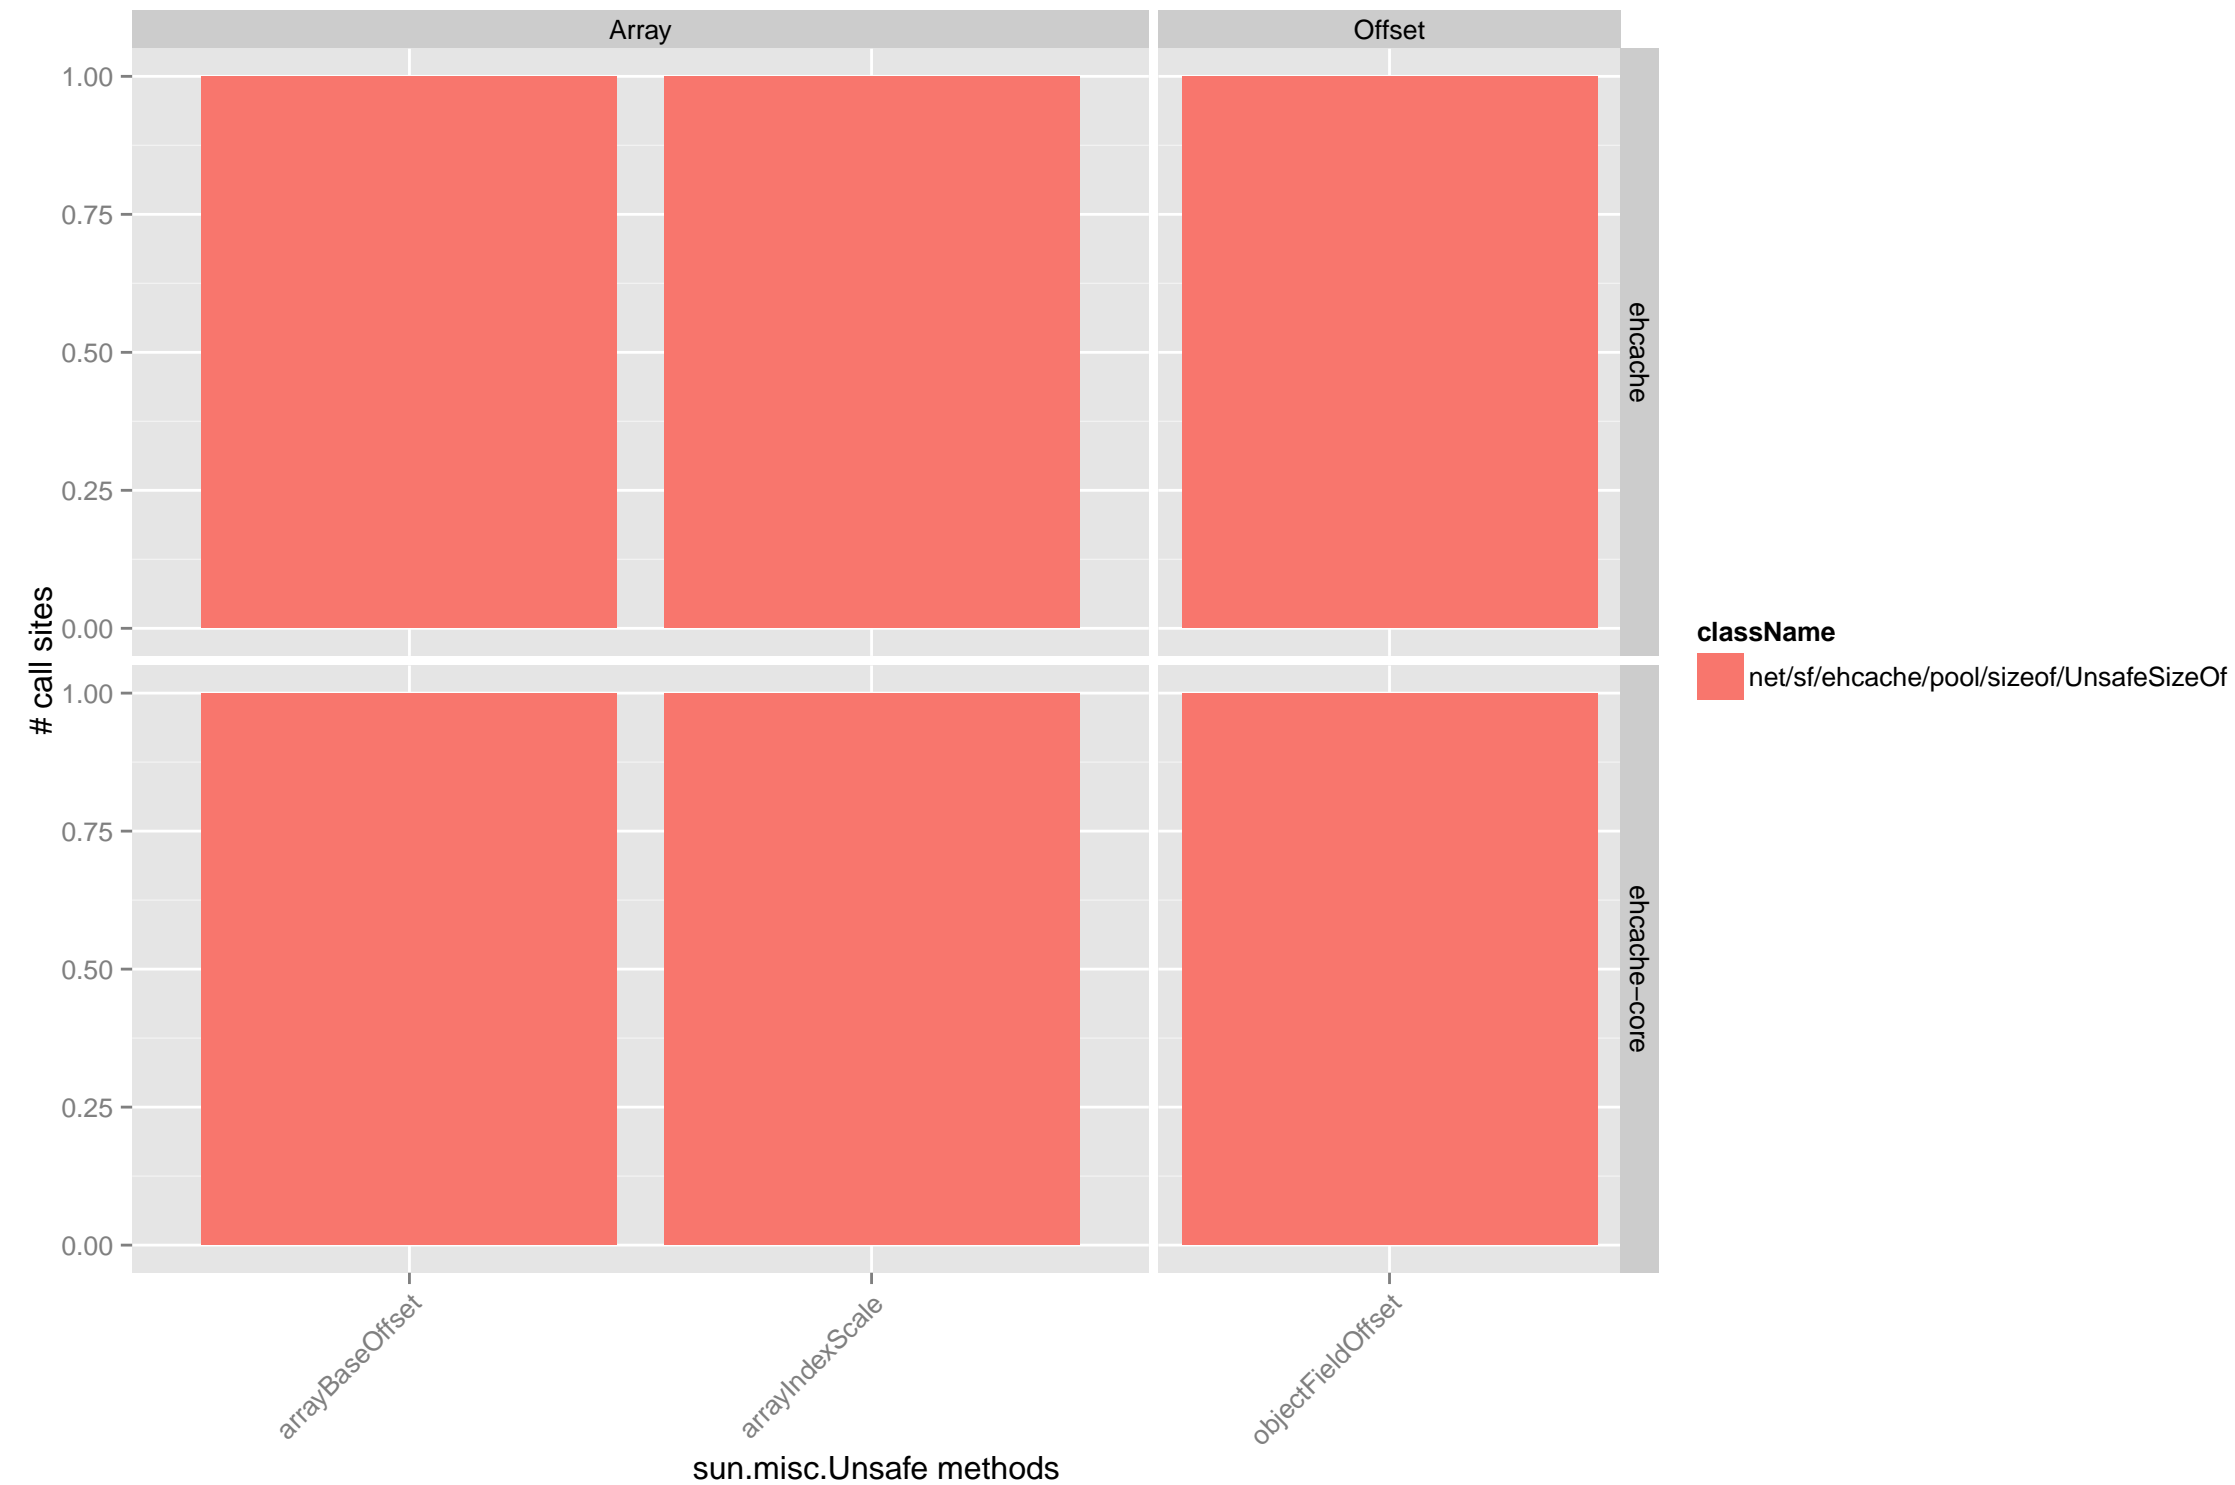 Array
Offset
1.00
0.75
0.50
0.25
0.00
ehcache
1.00
0.75
0.50
0.25
0.00
ehcache−core
# call sites
arrayBaseOffset
arrayIndexScale
objectFieldOffset
sun.misc.Unsafe methods
className
net/sf/ehcache/pool/sizeof/UnsafeSizeOf